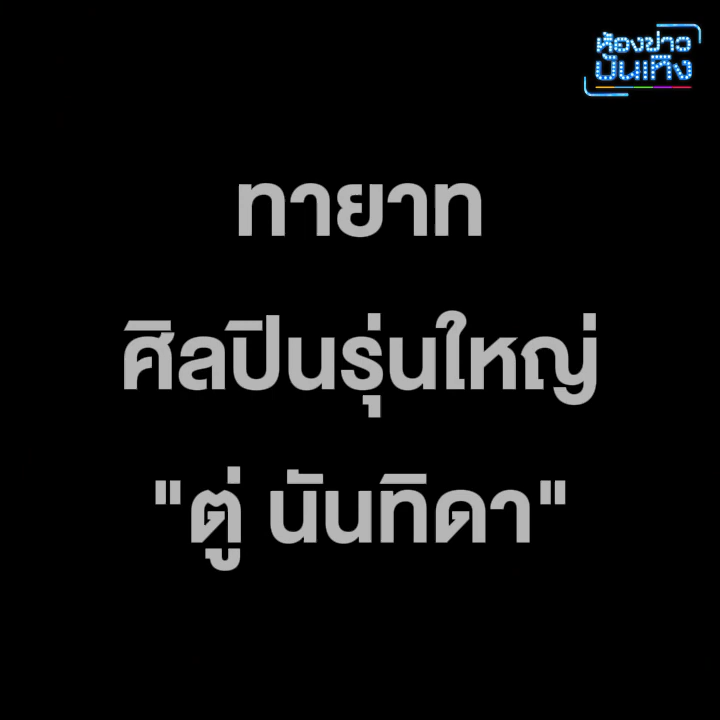 ห้องข่าว
บันเทิง
ทายาท
ศิลปินรุ่นใหญ่
"ตู่ นันทิดา"